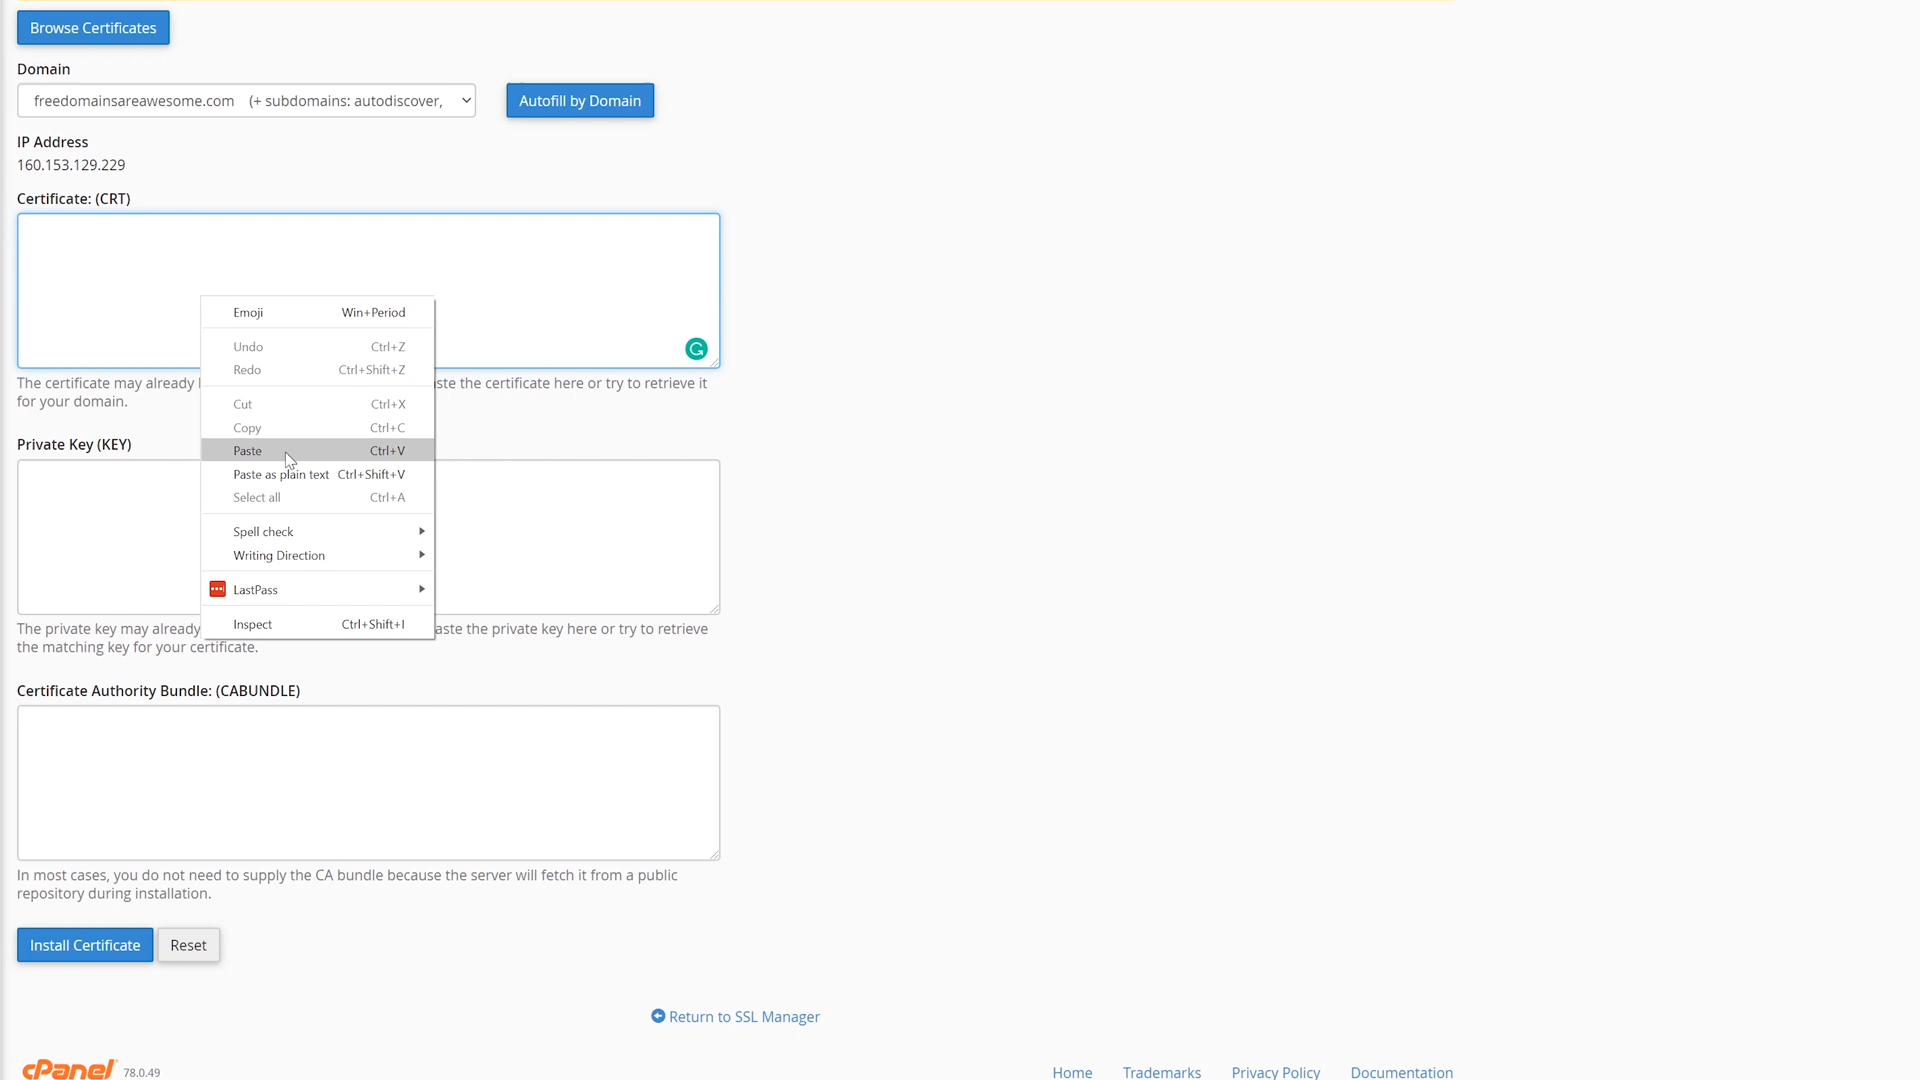 Browse Certificates
Domain
freedomainsareawesome.com (+ subdomains: autodiscover,
Autofill by Domain
IP Address
160.153.129.229
Certificate: (CRT)
Emoji Win+Period
Undo Ctrl+Z
Redo Ctrl+Shift+Z
The certificate may already
aste the certificate here or try to retrieve it
for your domain.
Cut Ctrl+X
Copy Ctrl+C
Private Key (KEY)
Paste Ctrl+V
Paste as plain text Ctrl+Shift+V
Select all Ctrl+A
Spell check
Writing Direction
LastPass
Inspect Ctrl+Shift+I
The private key may already
aste the private key here or try to retrieve
the matching key for your certificate.
Certificate Authority Bundle: (CABUNDLE)
In most cases, you do not need to supply the CA bundle because the server will fetch it from a public
repository during installation.
Install Certificate
Reset
Return to SSL Manager
cPanel 78.0.49
Home Trademarks Privacy Policy Documentation